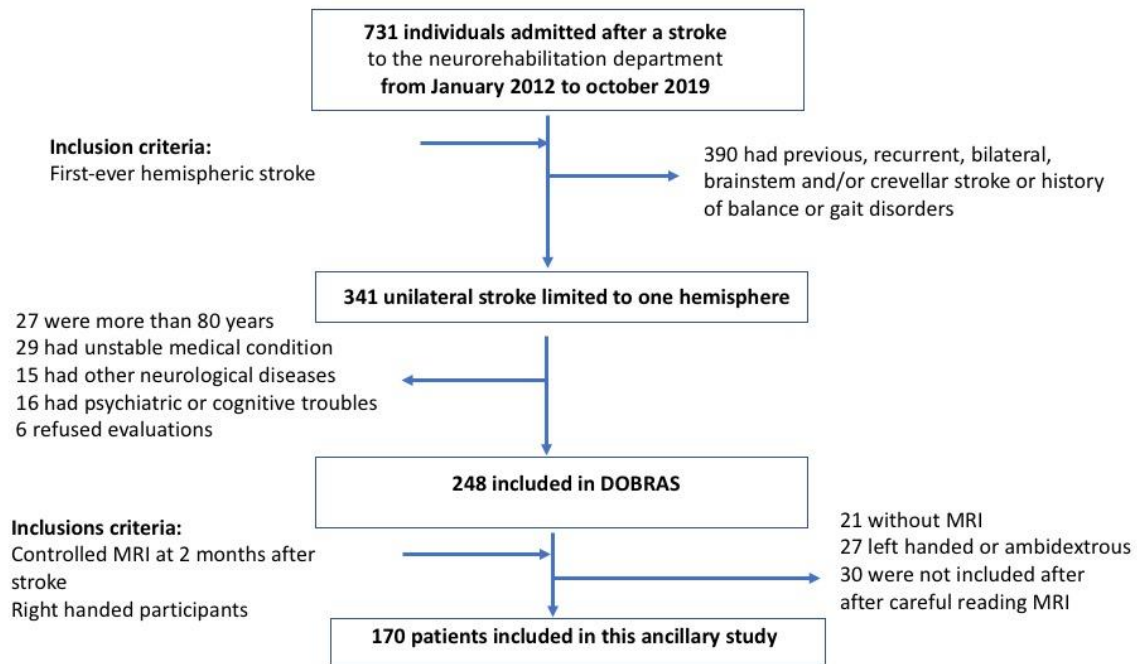 731 individuals admitted after a stroke
to the neurorehabilitation department
from January 2012 to october 2019
Inclusion criteria:
First-ever hemispheric stroke
390 had previous, recurrent, bilateral,
brainstem and/or crevellar stroke or history
of balance or gait disorders
341 unilateral stroke limited to one hemisphere
27 were more than 80 years
29 had unstable medical condition
15 had other neurological diseases
16 had psychiatric or cognitive troubles
6 refused evaluations
248 included in DOBRAS
Inclusions criteria:
Controlled MRI at 2 months after
stroke
Right handed participants
21 without MRI
27 left handed or ambidextrous
30 were not included after
after careful reading MRI
170 patients included in this ancillary study